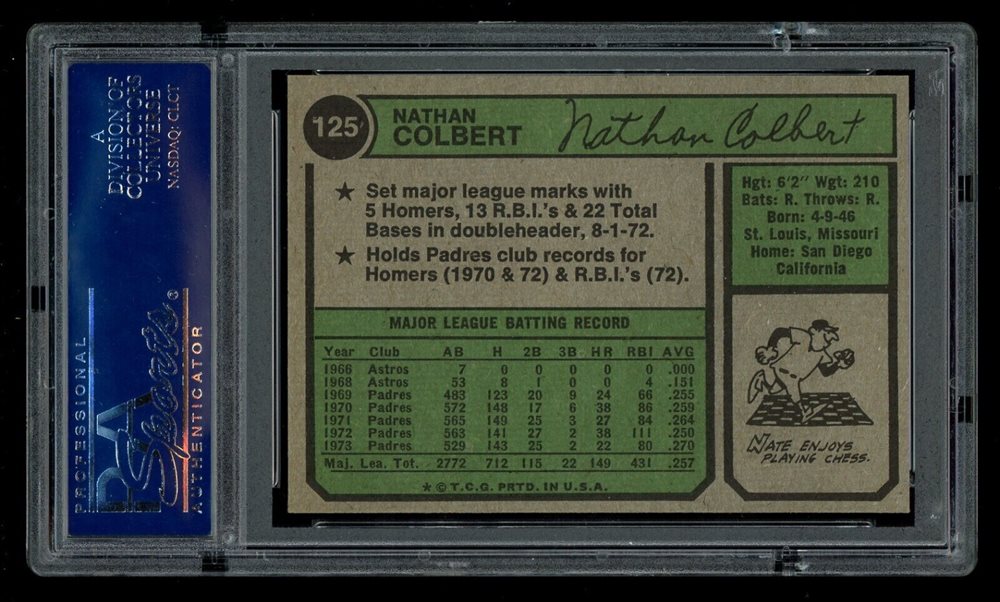 A
DIVISION OF
COLLECTORS
UNIVERSE
NASDAQ: CLCT
PROFESSIONAL
PSA
Sports®
AUTHENTICATOR
125
NATHAN
COLBERT
Nathan Colbert
★ Set major league marks with
5 Homers, 13 R.B.I.'s & 22 Total
Bases in doubleheader, 8-1-72.
★ Holds Padres club records for
Homers (1970 & 72) & R.B.I.'s (72).
Hgt: 6'2" Wgt: 210
Bats: R. Throws: R.
Born: 4-9-46
St. Louis, Missouri
Home: San Diego
California
MAJOR LEAGUE BATTING RECORD
Year Club AB H 2B 3B HR RBI AVG
1966 Astros 7 0 0 0 0 0 .000
1968 Astros 53 8 1 0 0 4 .151
1969 Padres 483 123 20 9 24 66 .255
1970 Padres 572 148 17 6 38 86 .259
1971 Padres 565 149 25 3 27 84 .264
1972 Padres 563 141 27 2 38 111 .250
1973 Padres 529 143 25 2 22 80 .270
Maj. Lea. Tot. 2772 712 115 22 149 431 .257
★ © T.C.G. PRTD. IN U.S.A.
NATE ENJOYS
PLAYING CHESS.